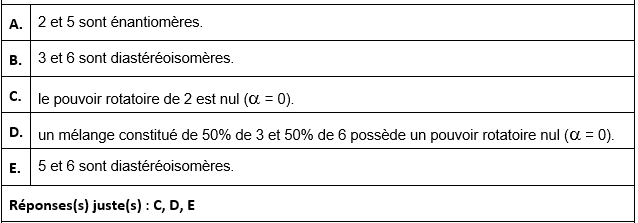 A. 2 et 5 sont énantiomères.
B. 3 et 6 sont diastéréoisomères.
C. le pouvoir rotatoire de 2 est nul (α = 0).
D. un mélange constitué de 50% de 3 et 50% de 6 possède un pouvoir rotatoire nul (α = 0).
E. 5 et 6 sont diastéréoisomères.
Réponses(s) juste(s) : C, D, E